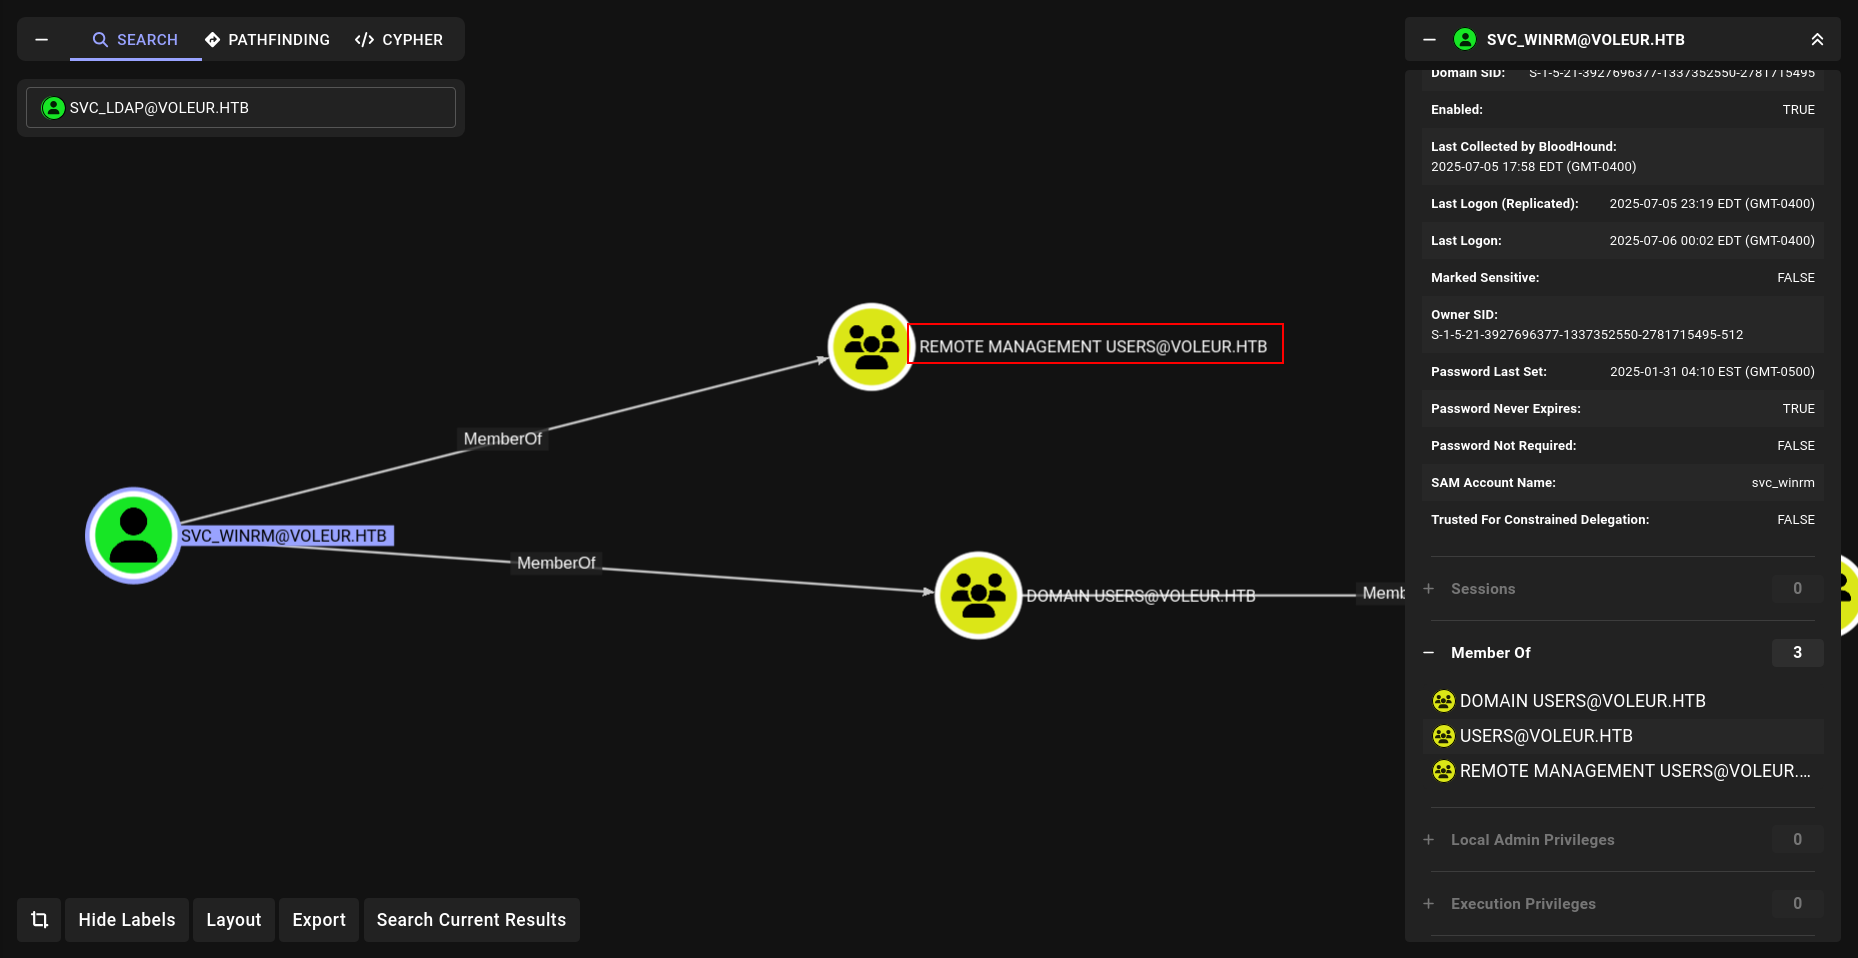 SEARCH PATHFINDING CYPHER
SVC_LDAP@VOLEUR.HTB
REMOTE MANAGEMENT USERS@VOLEUR.HTB
MemberOf
SVC_WINRM@VOLEUR.HTB
MemberOf
DOMAIN USERS@VOLEUR.HTB
Memb
Hide Labels Layout Export Search Current Results
SVC_WINRM@VOLEUR.HTB
Domain SID: S-1-5-21-3927696377-1337352550-2781715495
Enabled: TRUE
Last Collected by BloodHound:
2025-07-05 17:58 EDT (GMT-0400)
Last Logon (Replicated): 2025-07-05 23:19 EDT (GMT-0400)
Last Logon: 2025-07-06 00:02 EDT (GMT-0400)
Marked Sensitive: FALSE
Owner SID:
S-1-5-21-3927696377-1337352550-2781715495-512
Password Last Set: 2025-01-31 04:10 EST (GMT-0500)
Password Never Expires: TRUE
Password Not Required: FALSE
SAM Account Name: svc_winrm
Trusted For Constrained Delegation: FALSE
Sessions 0
Member Of 3
DOMAIN USERS@VOLEUR.HTB
USERS@VOLEUR.HTB
REMOTE MANAGEMENT USERS@VOLEUR....
Local Admin Privileges 0
Execution Privileges 0